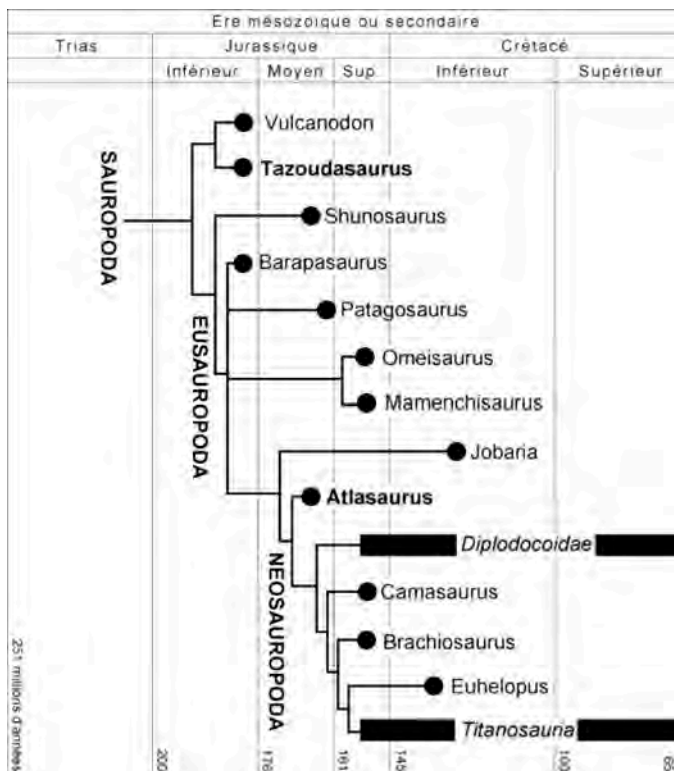 Ere mésozoïque ou secondaire
Trias Jurassique Crétacé
Inférieur Moyen Sup. Inférieur Supérieur
Vulcanodon
Tazoudasaurus
SAUROPODA
Shunosaurus
Barapasaurus
Patagosaurus
EUSAUROPODA
Omeisaurus
Mamenchisaurus
Jobaria
Atlasaurus
NEOSAUROPODA
Diplodocoidae
Camasaurus
Brachiosaurus
Euhelopus
Titanosauria
251 millions d'années
200 176 161 145 100 65